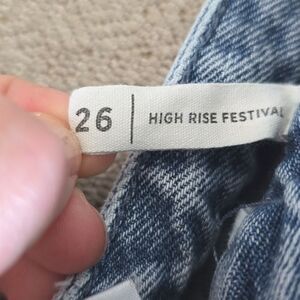 26 | HIGH RISE FESTIVAL